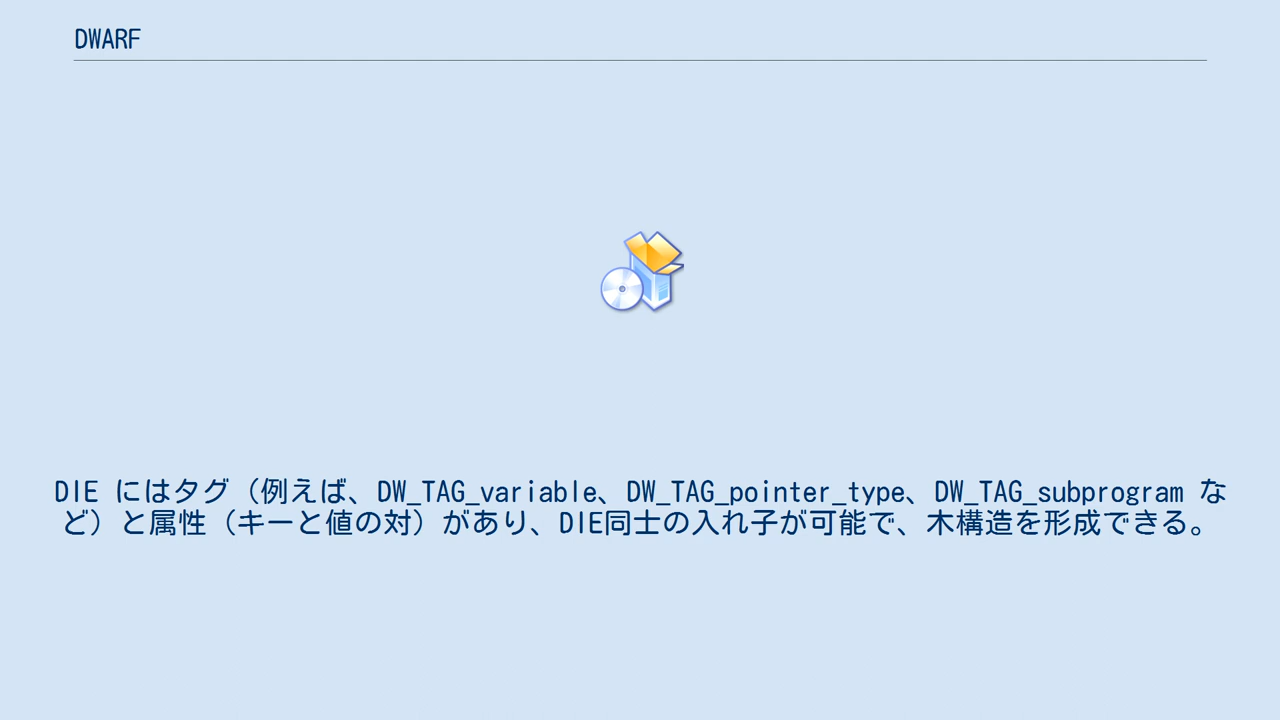 DWARF
DIE にはタグ（例えば、DW_TAG_variable、DW_TAG_pointer_type、DW_TAG_subprogram な
ど）と属性（キーと値の対）があり、DIE同士の入れ子が可能で、木構造を形成できる。